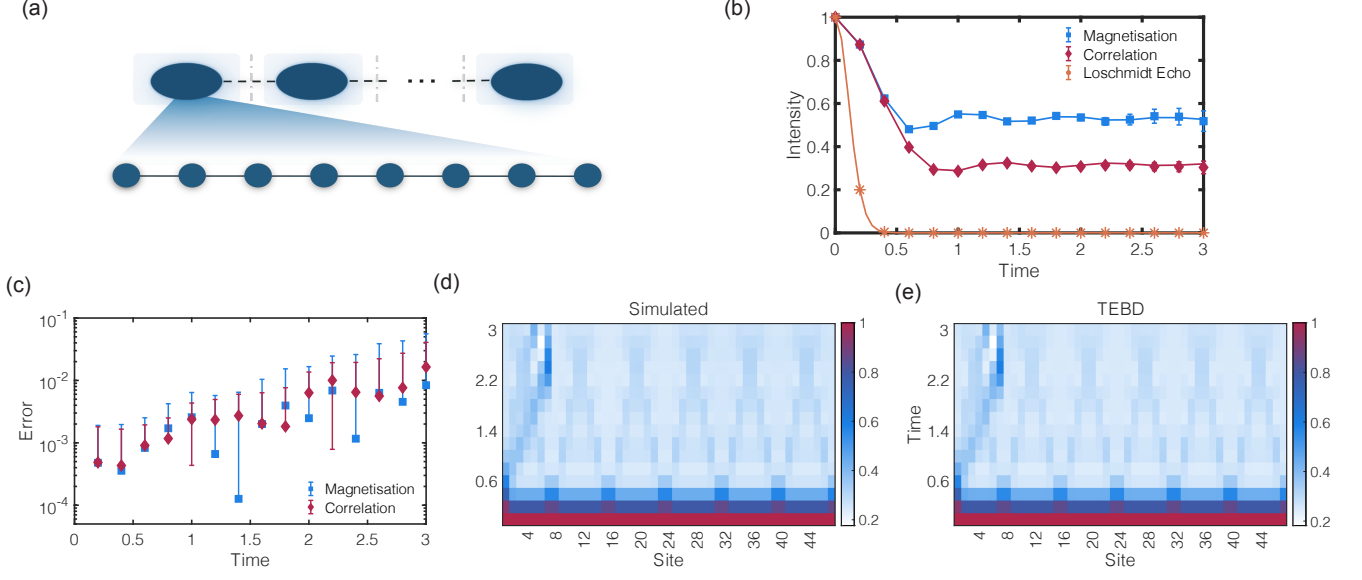 (a)
...
(b)
1
0.8
0.6
0.4
0.2
0
Intensity
0 0.5 1 1.5 2 2.5 3
Time
Magnetisation
Correlation
Loschmidt Echo
(c)
10-1
10-2
10-3
10-4
Error
0 0.5 1 1.5 2 2.5 3
Time
Magnetisation
Correlation
(d)
Simulated
3
2.2
1.4
0.6
4 8 12 16 20 24 28 32 36 40 44
Site
1
0.8
0.6
0.4
0.2
(e)
TEBD
Time
3
2.2
1.4
0.6
4 8 12 16 20 24 28 32 36 40 44
Site
1
0.8
0.6
0.4
0.2